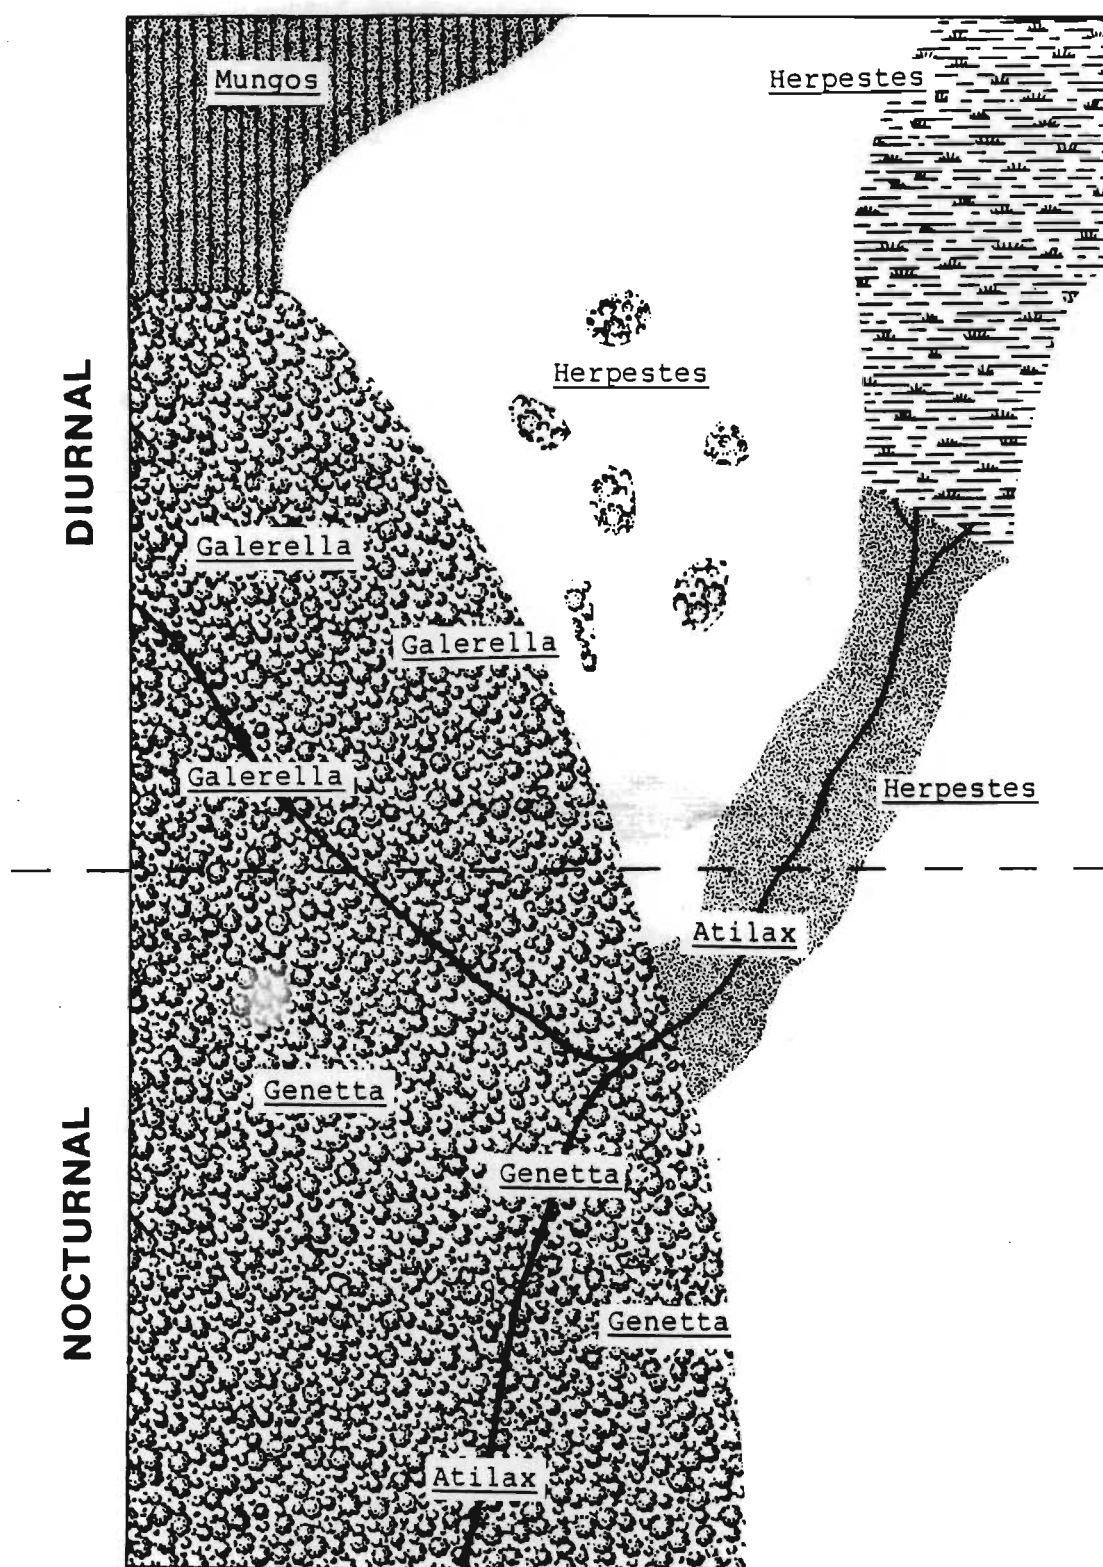 Mungos
Herpestes
Herpestes
DIURNAL
Galerella
Galerella
Galerella
Herpestes
Atilax
Genetta
Genetta
NOCTURNAL
Genetta
Atilax